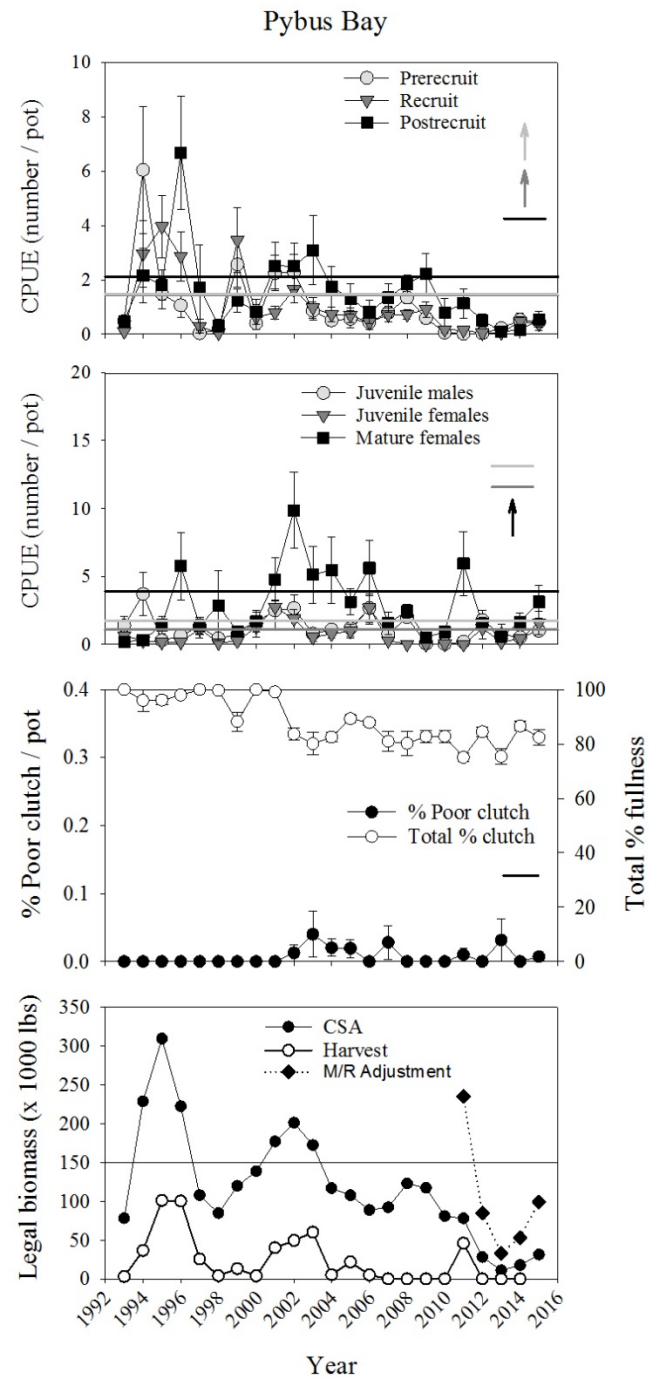 Pybus Bay
CPUE (number / pot)
10
8
6
4
2
0
Prerecruit
Recruit
Postrecruit
CPUE (number / pot)
20
15
10
5
0
Juvenile males
Juvenile females
Mature females
% Poor clutch / pot
0.4
0.3
0.2
0.1
0.0
% Poor clutch
Total % clutch
100
80
60
40
20
0
Total % fullness
Legal biomass (x 1000 lbs)
350
300
250
200
150
100
50
0
CSA
Harvest
M/R Adjustment
1992
1994
1996
1998
2000
2002
2004
2006
2008
2010
2012
2014
2016
Year